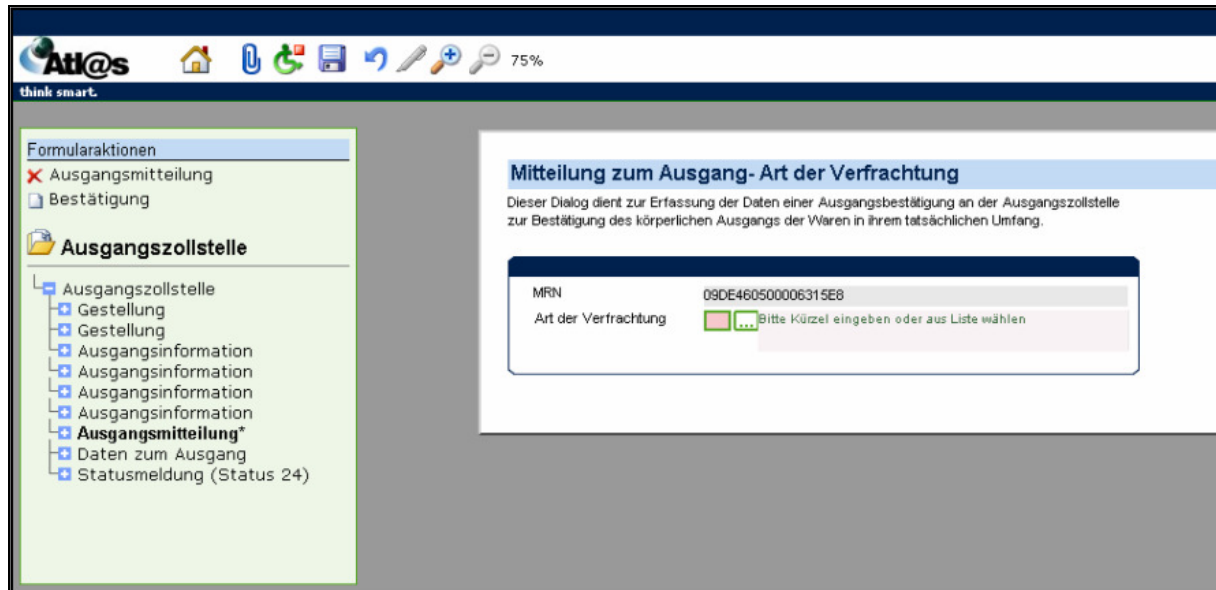 Atl@s
75%
think smart.
Formularaktionen
Ausgangsmitteilung
Bestätigung
Ausgangszollstelle
Ausgangszollstelle
Gestellung
Gestellung
Ausgangsinformation
Ausgangsinformation
Ausgangsinformation
Ausgangsinformation
Ausgangsmitteilung*
Daten zum Ausgang
Statusmeldung (Status 24)
Mitteilung zum Ausgang- Art der Verfrachtung
Dieser Dialog dient zur Erfassung der Daten einer Ausgangsbestätigung an der Ausgangszollstelle
zur Bestätigung des körperlichen Ausgangs der Waren in ihrem tatsächlichen Umfang.
MRN 09DE460500006315E8
Art der Verfrachtung ... Bitte Kürzel eingeben oder aus Liste wählen